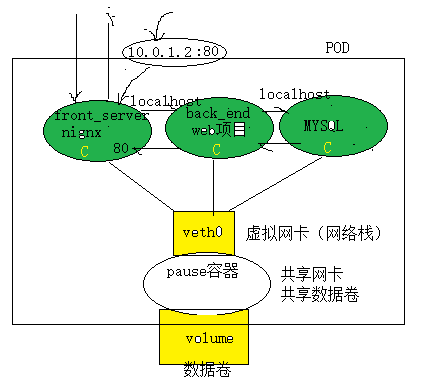 10.0.1.2:80
POD
localhost
localhost
front_server
nignx
C
80
back_end
web项目
C
MYSQL
C
veth0
虚拟网卡（网络栈）
pause容器
共享网卡
共享数据卷
volume
数据卷